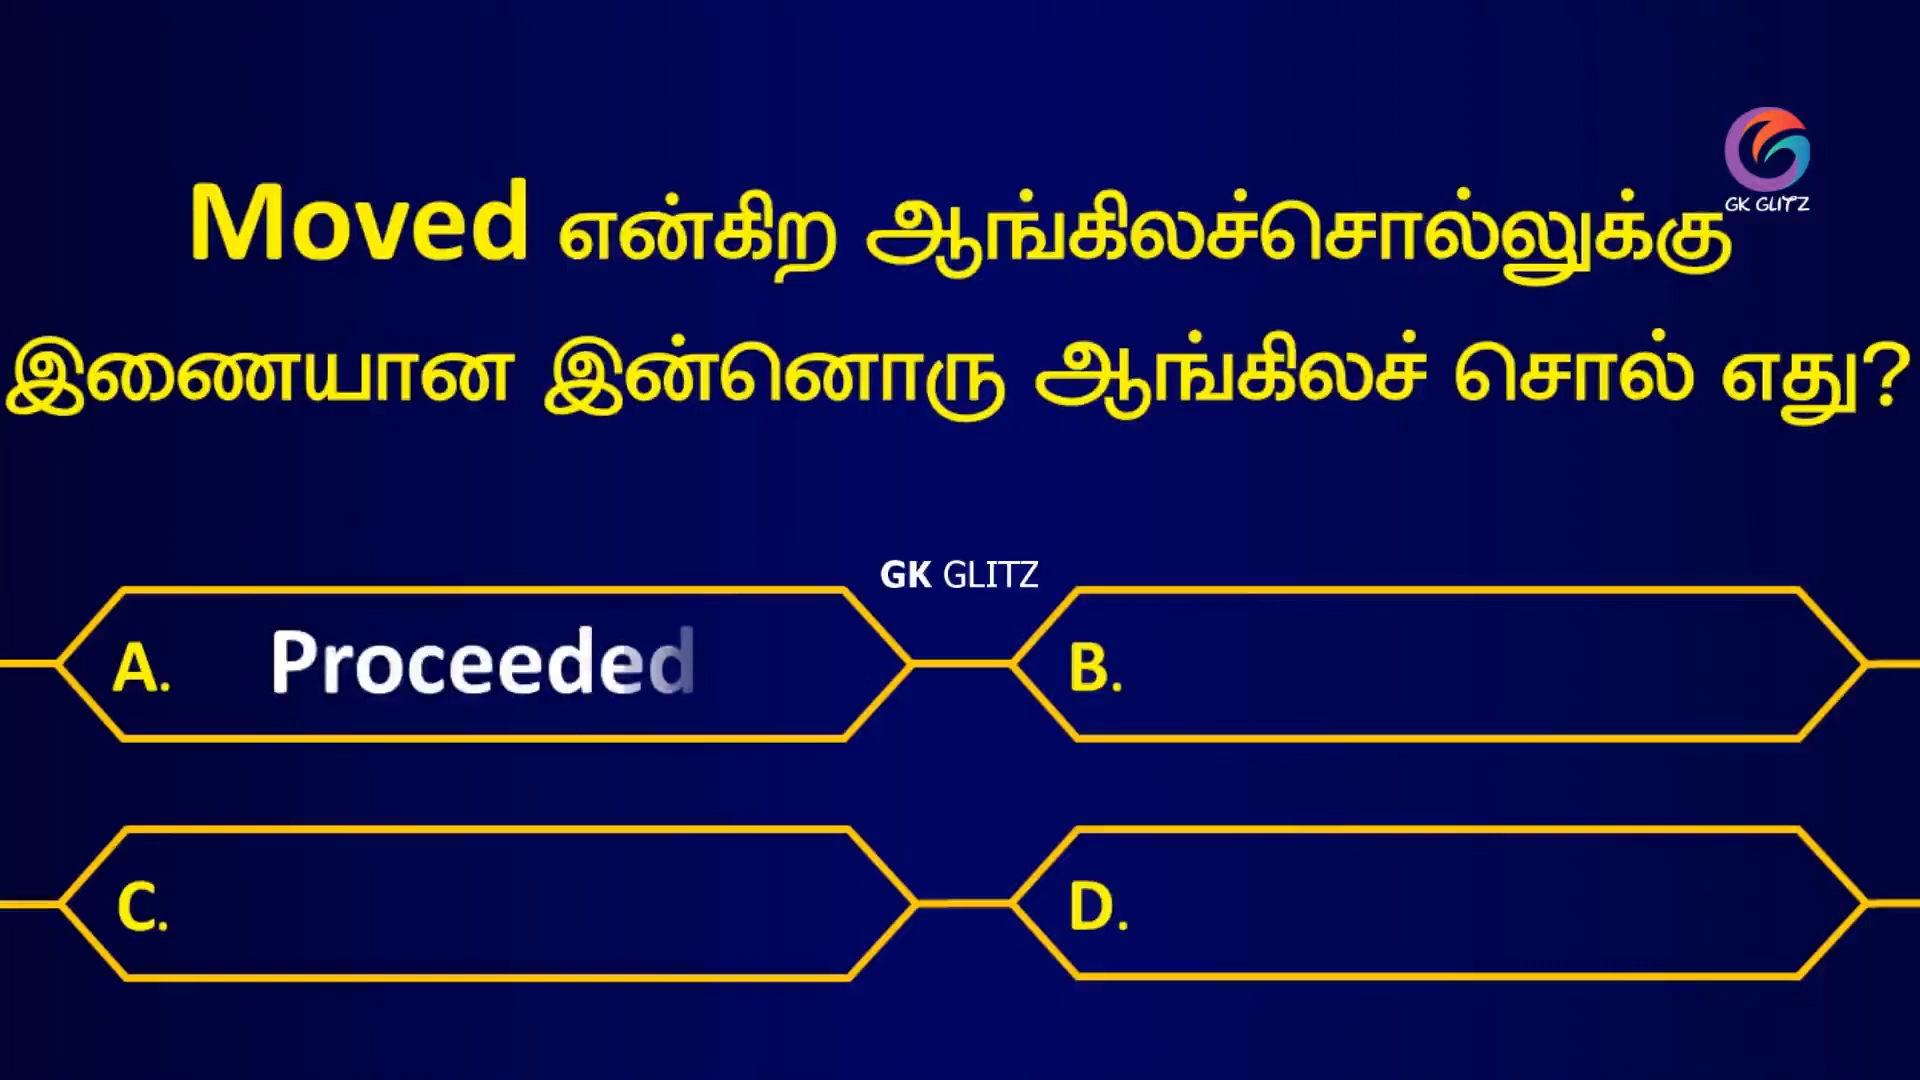 GK GLITZ
Moved என்கிற ஆங்கிலச்சொல்லுக்கு
இணையான இன்னொரு ஆங்கிலச் சொல் எது?
GK GLITZ
A. Proceeded
B.
C.
D.